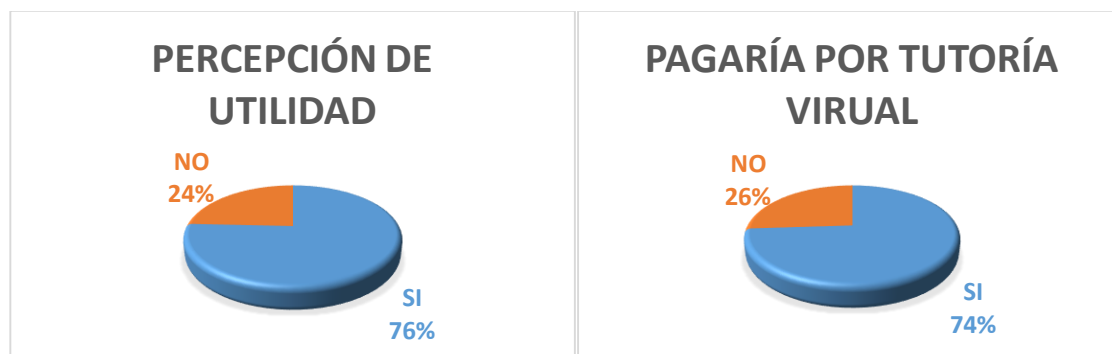 PERCEPCIÓN DE
UTILIDAD
NO
24%
SI
76%
PAGARÍA POR TUTORÍA
VIRUAL
NO
26%
SI
74%